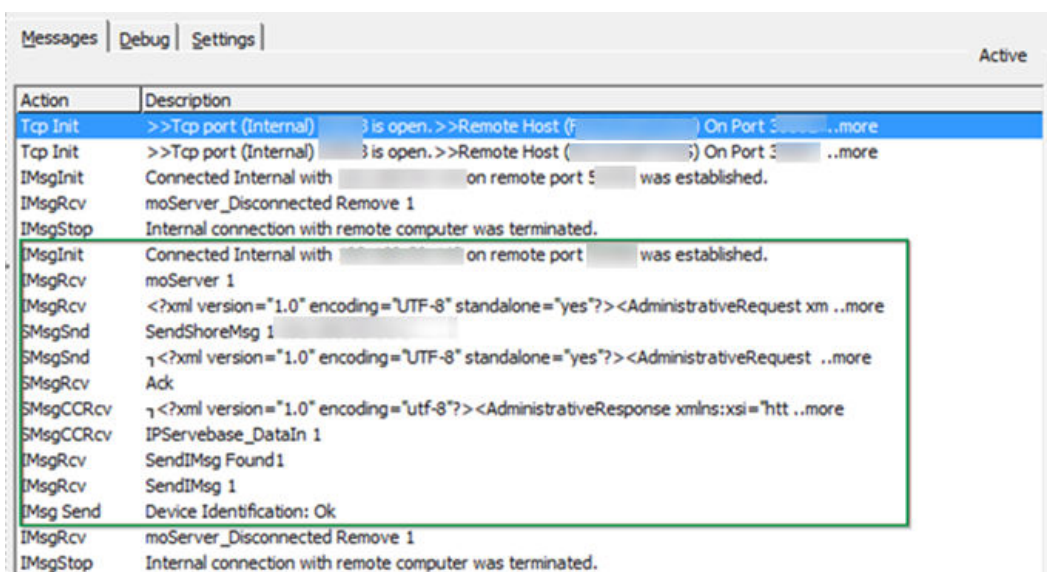 Messages Debug Settings
Active
Action Description
Tcp Init >>Tcp port (Internal) 3 is open.>>Remote Host (F ) On Port 3 ..more
Tcp Init >>Tcp port (Internal) 3 is open.>>Remote Host ( ) On Port 3 ..more
IMsgInit Connected Internal with on remote port 5 was established.
IMsgRcv moServer_Disconnected Remove 1
IMsgStop Internal connection with remote computer was terminated.
IMsgInit Connected Internal with on remote port was established.
IMsgRcv moServer 1
IMsgRcv <?xml version="1.0" encoding="UTF-8" standalone="yes"?><AdministrativeRequest xm ..more
SMsgSnd SendShoreMsg 1
SMsgSnd ┐<?xml version="1.0" encoding="UTF-8" standalone="yes"?><AdministrativeRequest ..more
SMsgRcv Ack
SMsgCCRcv ┐<?xml version="1.0" encoding="utf-8"?><AdministrativeResponse xmlns:xsi="htt ..more
SMsgCCRcv IPServebase_DataIn 1
IMsgRcv SendIMsg Found1
IMsgRcv SendIMsg 1
IMsg Send Device Identification: Ok
IMsgRcv moServer_Disconnected Remove 1
IMsgStop Internal connection with remote computer was terminated.